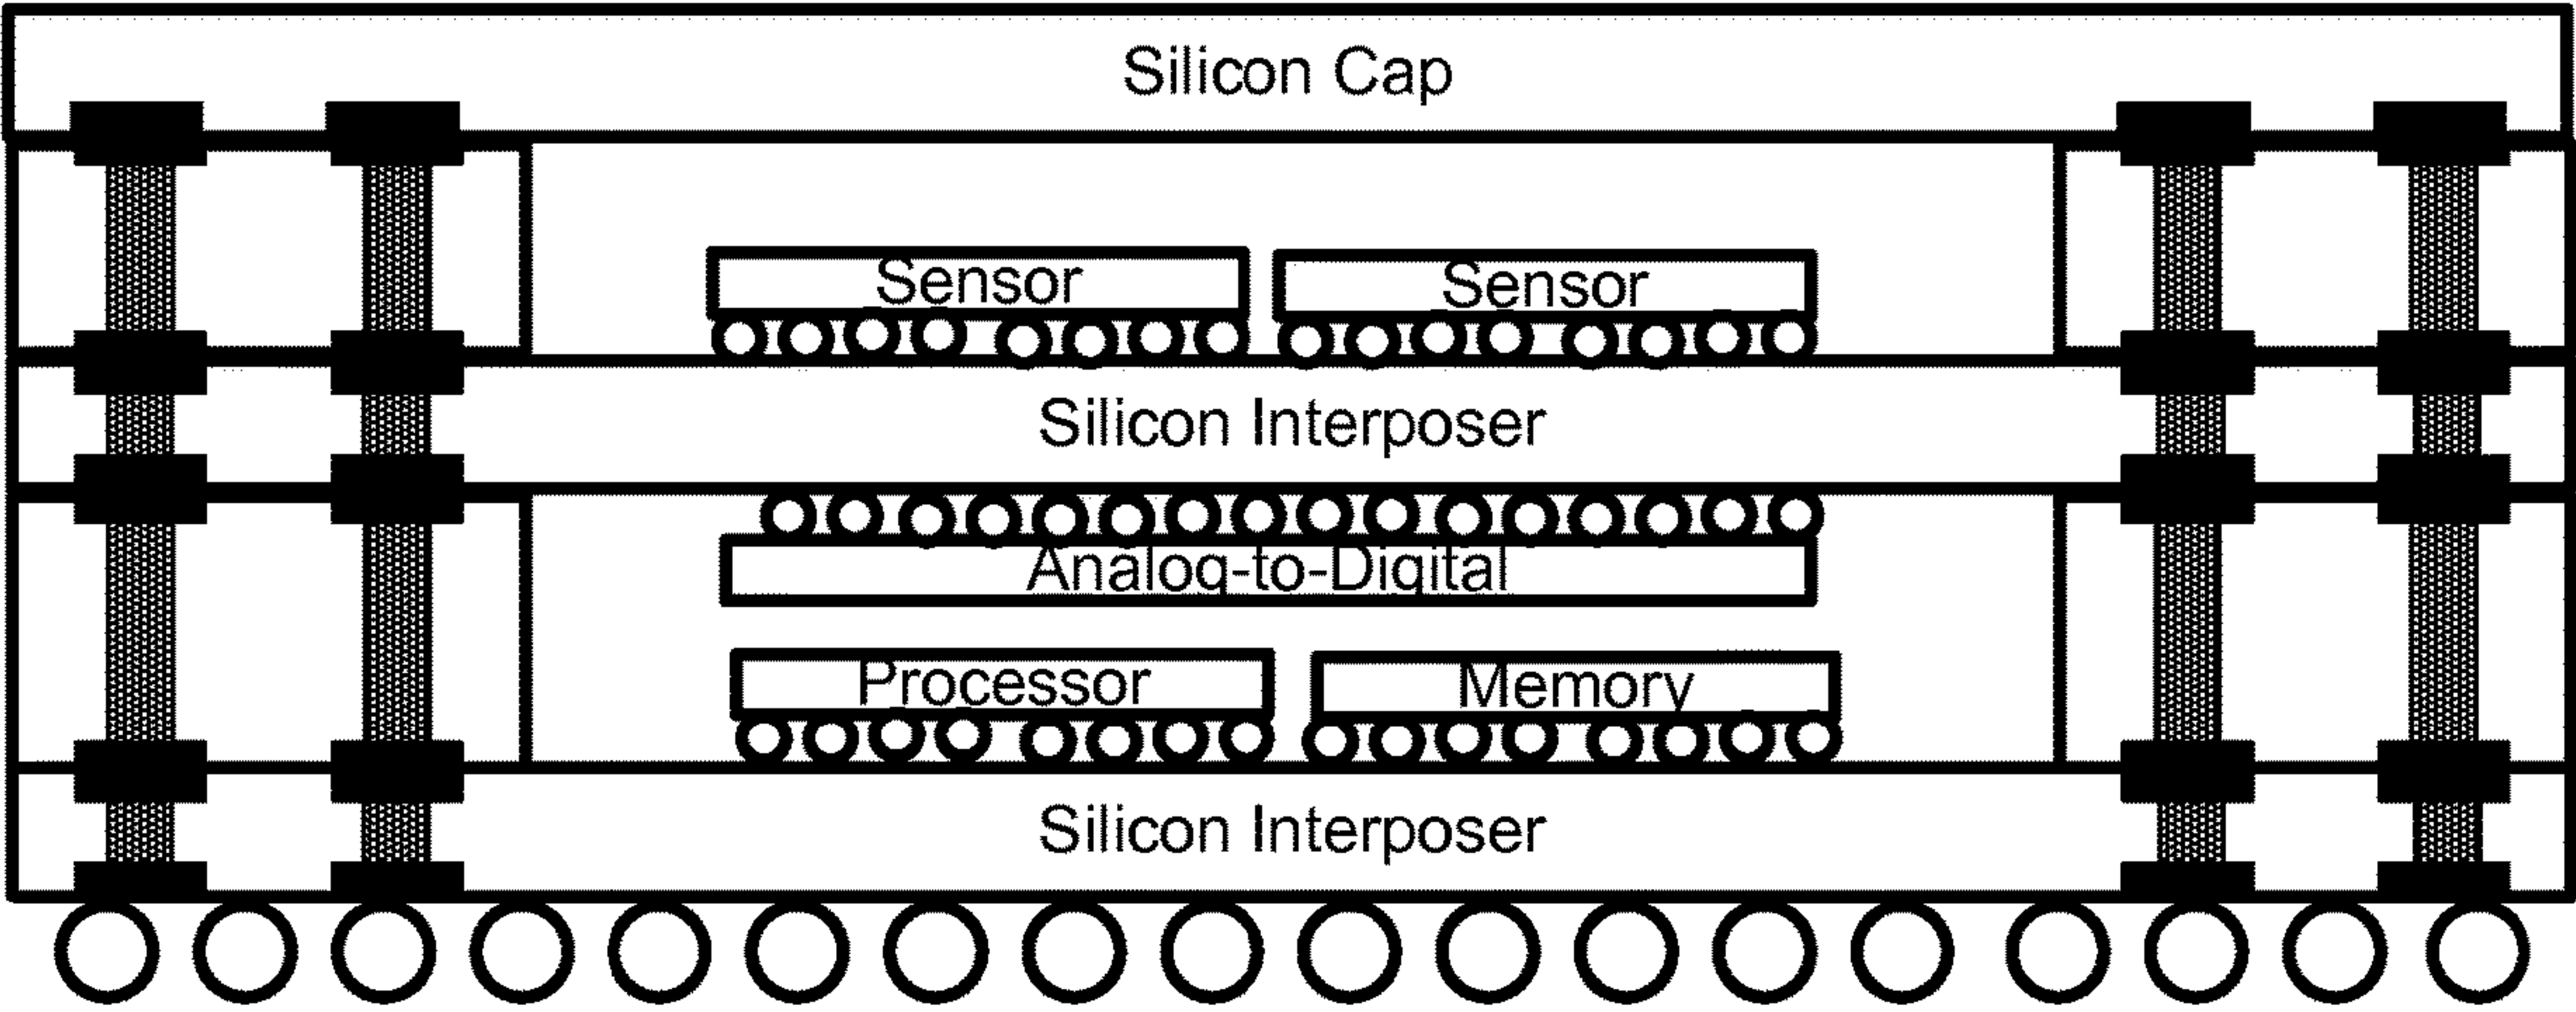 Silicon Cap
Sensor
Sensor
Silicon Interposer
Analog-to-Digital
Processor
Memory
Silicon Interposer